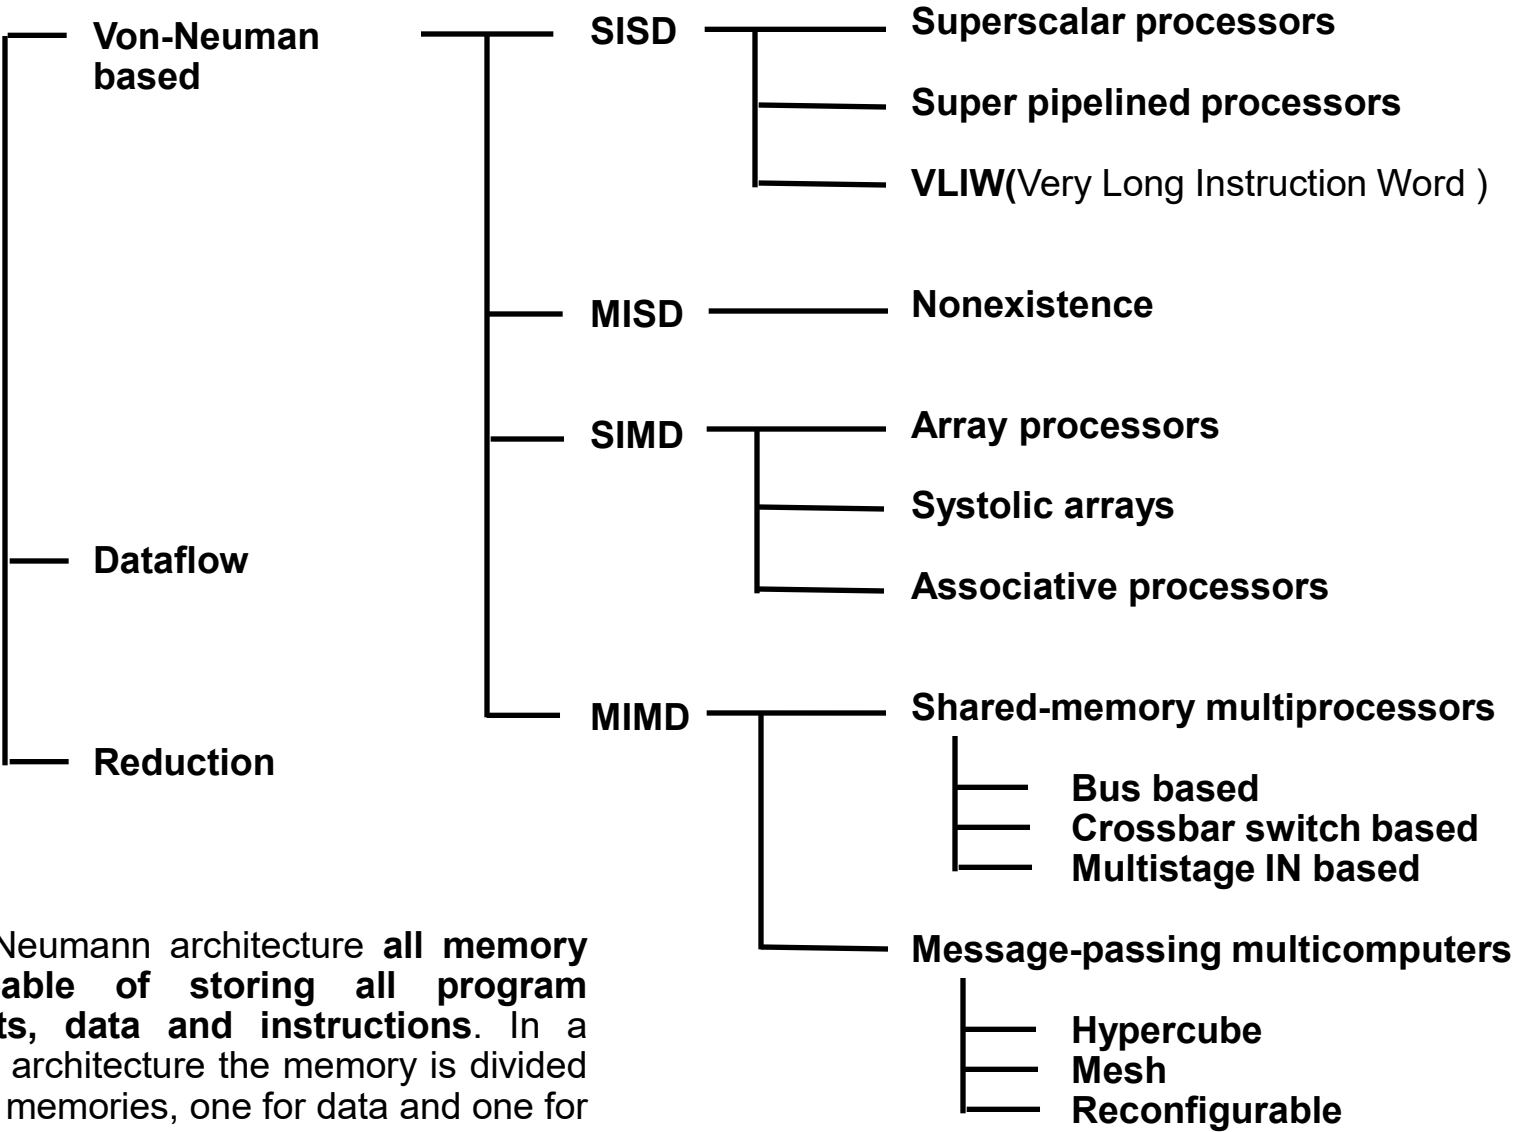 Von-Neuman
based
SISD
Superscalar processors
Super pipelined processors
VLIW(Very Long Instruction Word )
MISD
Nonexistence
SIMD
Array processors
Systolic arrays
Associative processors
Dataflow
Reduction
MIMD
Shared-memory multiprocessors
Bus based
Crossbar switch based
Multistage IN based
Message-passing multicomputers
Hypercube
Mesh
Reconfigurable
Neumann architecture all memory
of storing all program
data and instructions. In a
architecture the memory is divided
memories, one for data and one for